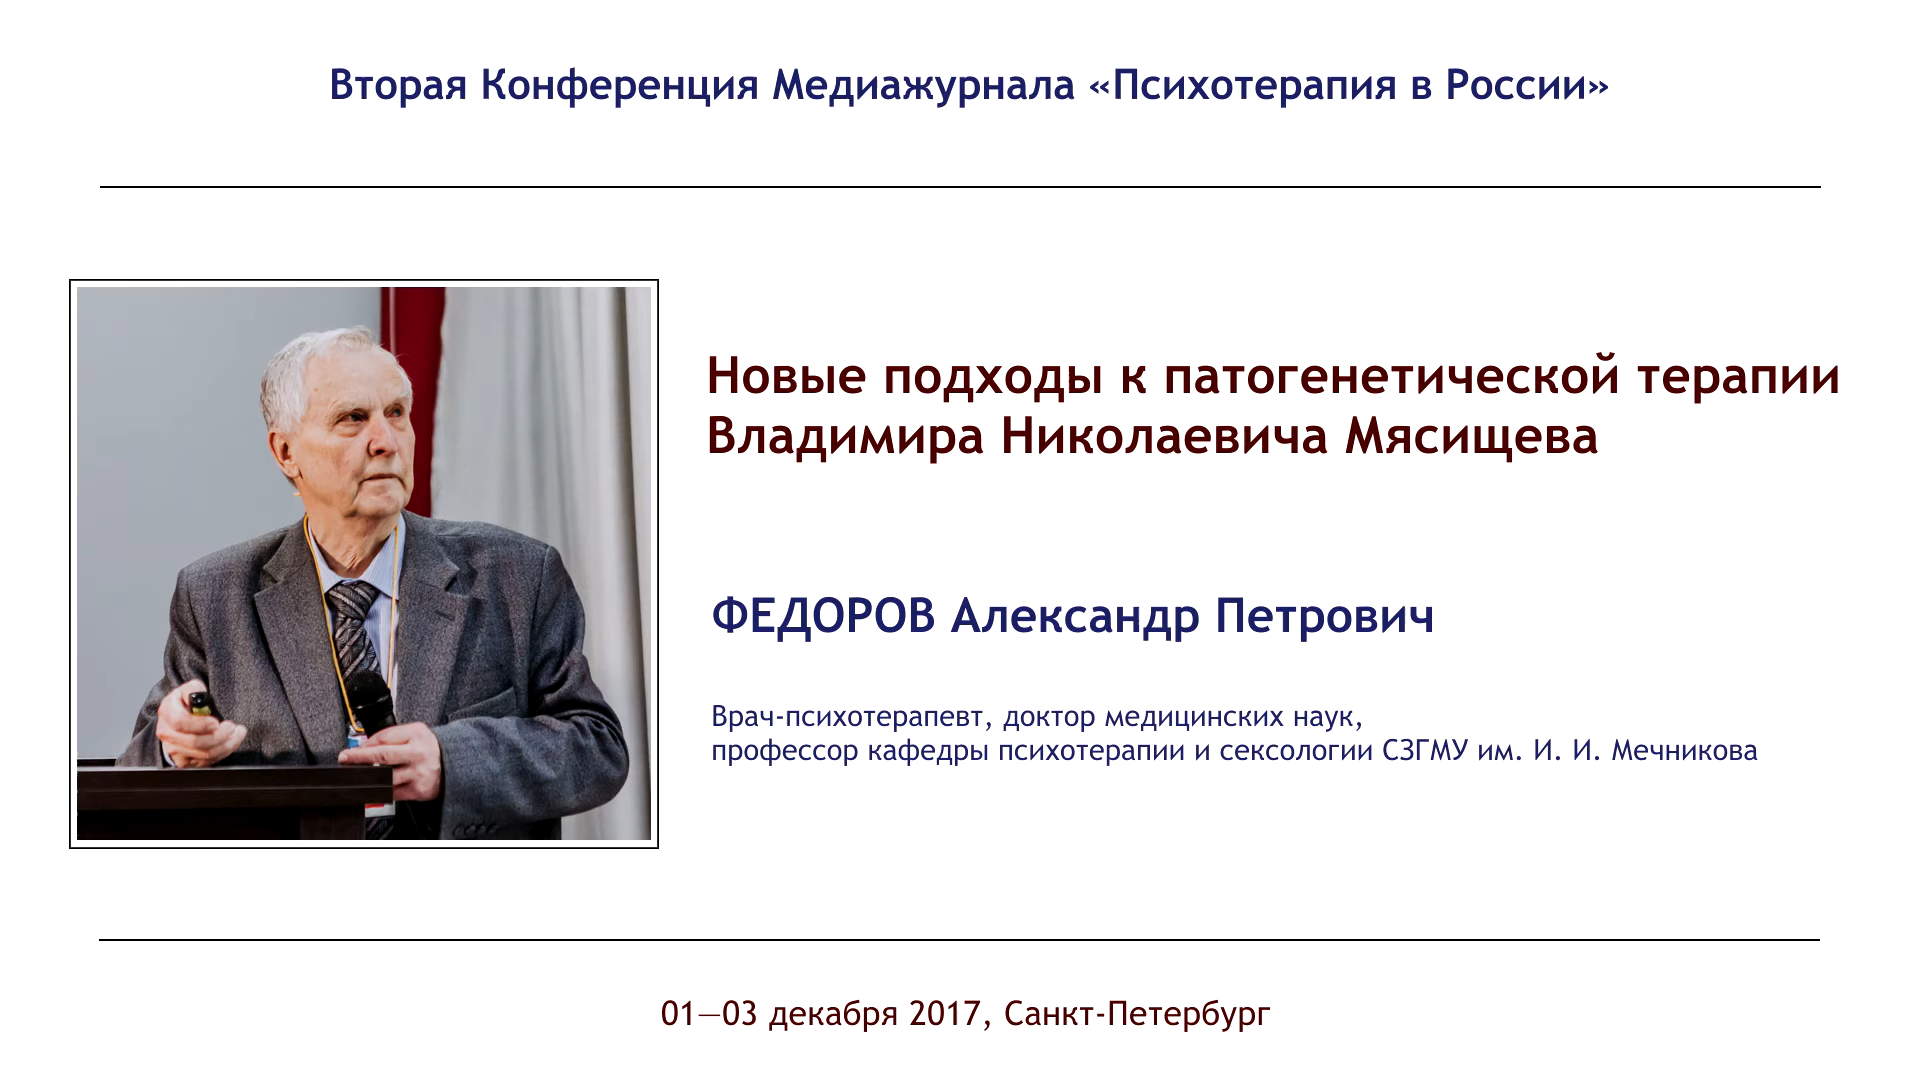 Вторая Конференция Медиажурнала «Психотерапия в России»
Новые подходы к патогенетической терапии
Владимира Николаевича Мясищева
ФЕДОРОВ Александр Петрович
Врач-психотерапевт, доктор медицинских наук,
профессор кафедры психотерапии и сексологии СЗГМУ им. И. И. Мечникова
01—03 декабря 2017, Санкт-Петербург